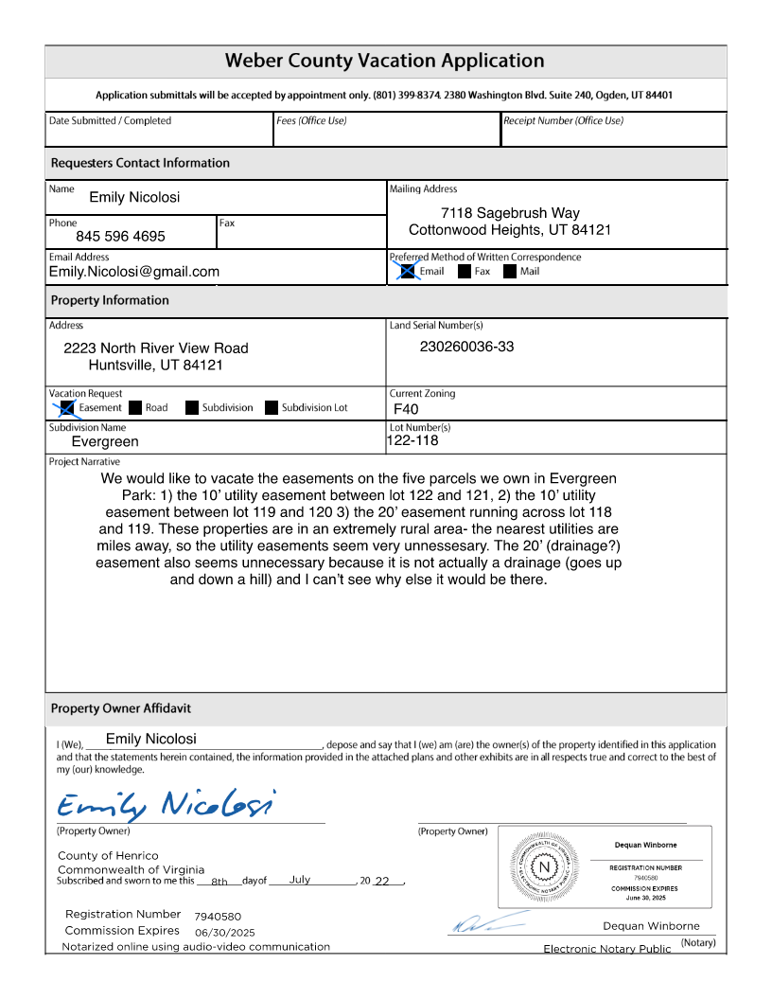 Weber County Vacation Application
Application submittals will be accepted by appointment only. (801) 399-8374. 2380 Washington Blvd. Suite 240, Ogden, UT 84401
Date Submitted / Completed
Fees (Office Use)
Receipt Number (Office Use)
Requesters Contact Information
Name Emily Nicolosi
Mailing Address
7118 Sagebrush Way
Cottonwood Heights, UT 84121
Phone
845 596 4695
Fax
Email Address
Emily.Nicolosi@gmail.com
Preferred Method of Written Correspondence
Email Fax Mail
Property Information
Address
2223 North River View Road
Huntsville, UT 84121
Land Serial Number(s)
230260036-33
Vacation Request
Easement Road Subdivision Subdivision Lot
Current Zoning
F40
Subdivision Name
Evergreen
Lot Number(s)
122-118
Project Narrative
We would like to vacate the easements on the five parcels we own in Evergreen
Park: 1) the 10' utility easement between lot 122 and 121, 2) the 10' utility
easement between lot 119 and 120 3) the 20' easement running across lot 118
and 119. These properties are in an extremely rural area- the nearest utilities are
miles away, so the utility easements seem very unnessesary. The 20' (drainage?)
easement also seems unnecessary because it is not actually a drainage (goes up
and down a hill) and I can't see why else it would be there.
Property Owner Affidavit
I (We), Emily Nicolosi, depose and say that I (we) am (are) the owner(s) of the property identified in this application
and that the statements herein contained, the information provided in the attached plans and other exhibits are in all respects true and correct to the best of
my (our) knowledge.
Emily Nicolosi
(Property Owner)
(Property Owner)
County of Henrico
Commonwealth of Virginia
Subscribed and sworn to me this 8th day of July, 20 22,
COMMONWEALTH OF VIRGINIA
ELECTRONIC NOTARY PUBLIC
N
Dequan Winborne
REGISTRATION NUMBER
7940580
COMMISSION EXPIRES
June 30, 2025
Registration Number 7940580
Commission Expires 06/30/2025
Notarized online using audio-video communication
Dequan Winborne
Electronic Notary Public (Notary)